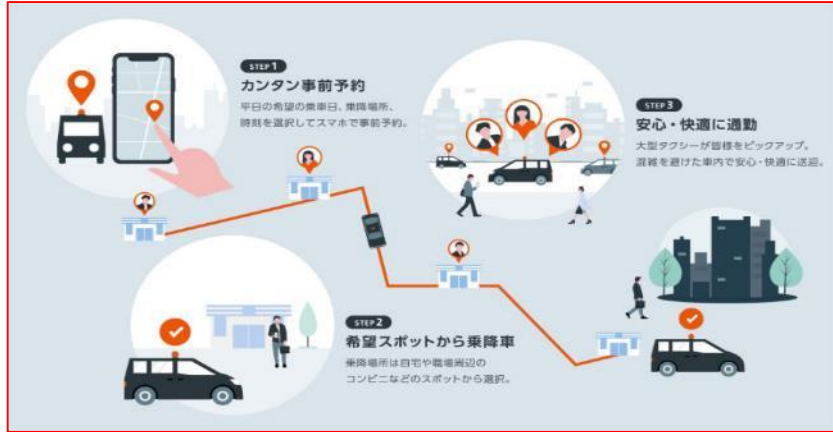 STEP 1
カンタン事前予約
平日の希望の乗車日、乗降場所、
時刻を選択してスマホで事前予約。
STEP 2
希望スポットから乗降車
乗降場所は自宅や職場周辺の
コンビニなどのスポットから選択。
STEP 3
安心・快適に通勤
大型タクシーが皆様をピックアップ。
混雑を避けた車内で安心・快適に送迎。